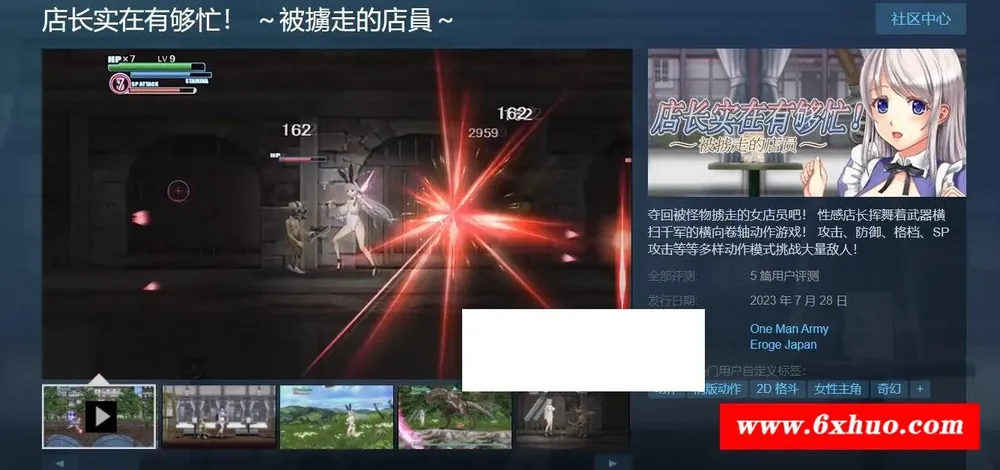 店长实在有够忙！ ～被擄走的店員～
社区中心
HP×7 LV 9
STAMINA
7 SP ATTACK
162
162
2959
HP
店长实在有够忙！
～被擄走的店员～
夺回被怪物掳走的女店员吧！ 性感店长挥舞着武器横
扫千军的横向卷轴动作游戏！ 攻击、防御、格档、SP
攻击等等多样动作模式挑战大量敌人！
全部评测: 5 篇用户评测
发行日期: 2023 年 7 月 28 日
One Man Army
Eroge Japan
门用户自定义标签:
版动作 2D 格斗 女性主角 奇幻 +
www.6xhuo.com